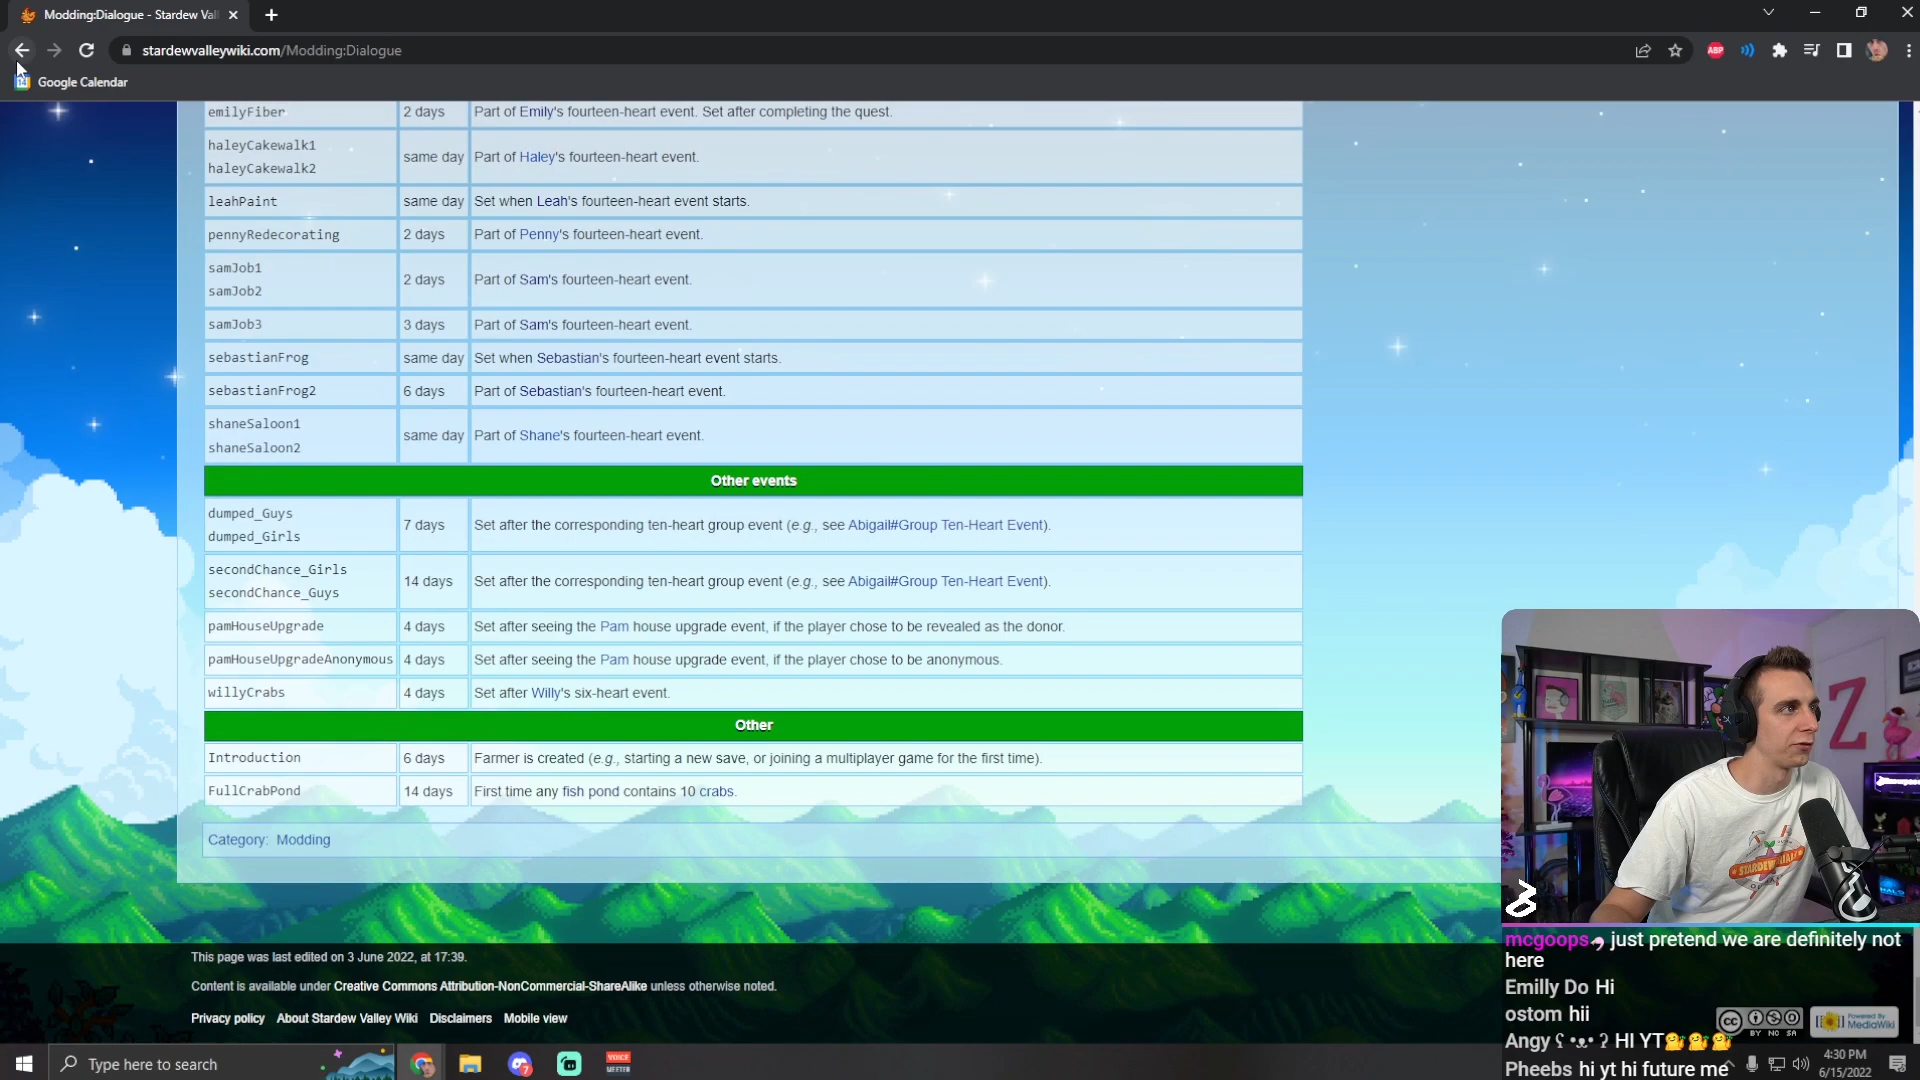 Modding:Dialogue - Stardew Val
stardewvalleywiki.com/Modding:Dialogue
ABP
Google Calendar
emilyFiber 2 days Part of Emily's fourteen-heart event. Set after completing the quest.
haleyCakewalk1
haleyCakewalk2
same day Part of Haley's fourteen-heart event.
leahPaint same day Set when Leah's fourteen-heart event starts.
pennyRedecorating 2 days Part of Penny's fourteen-heart event.
samJob1
samJob2
2 days Part of Sam's fourteen-heart event.
samJob3 3 days Part of Sam's fourteen-heart event.
sebastianFrog same day Set when Sebastian's fourteen-heart event starts.
sebastianFrog2 6 days Part of Sebastian's fourteen-heart event.
shaneSaloon1
shaneSaloon2
same day Part of Shane's fourteen-heart event.
Other events
dumped_Guys
dumped_Girls
7 days Set after the corresponding ten-heart group event (e.g., see Abigail#Group Ten-Heart Event).
secondChance_Girls
secondChance_Guys
14 days Set after the corresponding ten-heart group event (e.g., see Abigail#Group Ten-Heart Event).
pamHouseUpgrade 4 days Set after seeing the Pam house upgrade event, if the player chose to be revealed as the donor.
pamHouseUpgradeAnonymous 4 days Set after seeing the Pam house upgrade event, if the player chose to be anonymous.
willyCrabs 4 days Set after Willy's six-heart event.
Other
Introduction 6 days Farmer is created (e.g., starting a new save, or joining a multiplayer game for the first time).
FullCrabPond 14 days First time any fish pond contains 10 crabs.
Category: Modding
This page was last edited on 3 June 2022, at 17:39.
Content is available under Creative Commons Attribution-NonCommercial-ShareAlike unless otherwise noted.
Privacy policy About Stardew Valley Wiki Disclaimers Mobile view
Z
mcgoops just pretend we are definitely not
here
Emilly Do Hi
ostom hii
Angy ʕ •ᴥ• ʔ HI YT🤗🤗🤗
Pheebs hi yt hi future me
cc BY NC SA
Powered By
MediaWiki
Type here to search
VOICE
MEETER
4:30 PM
6/15/2022